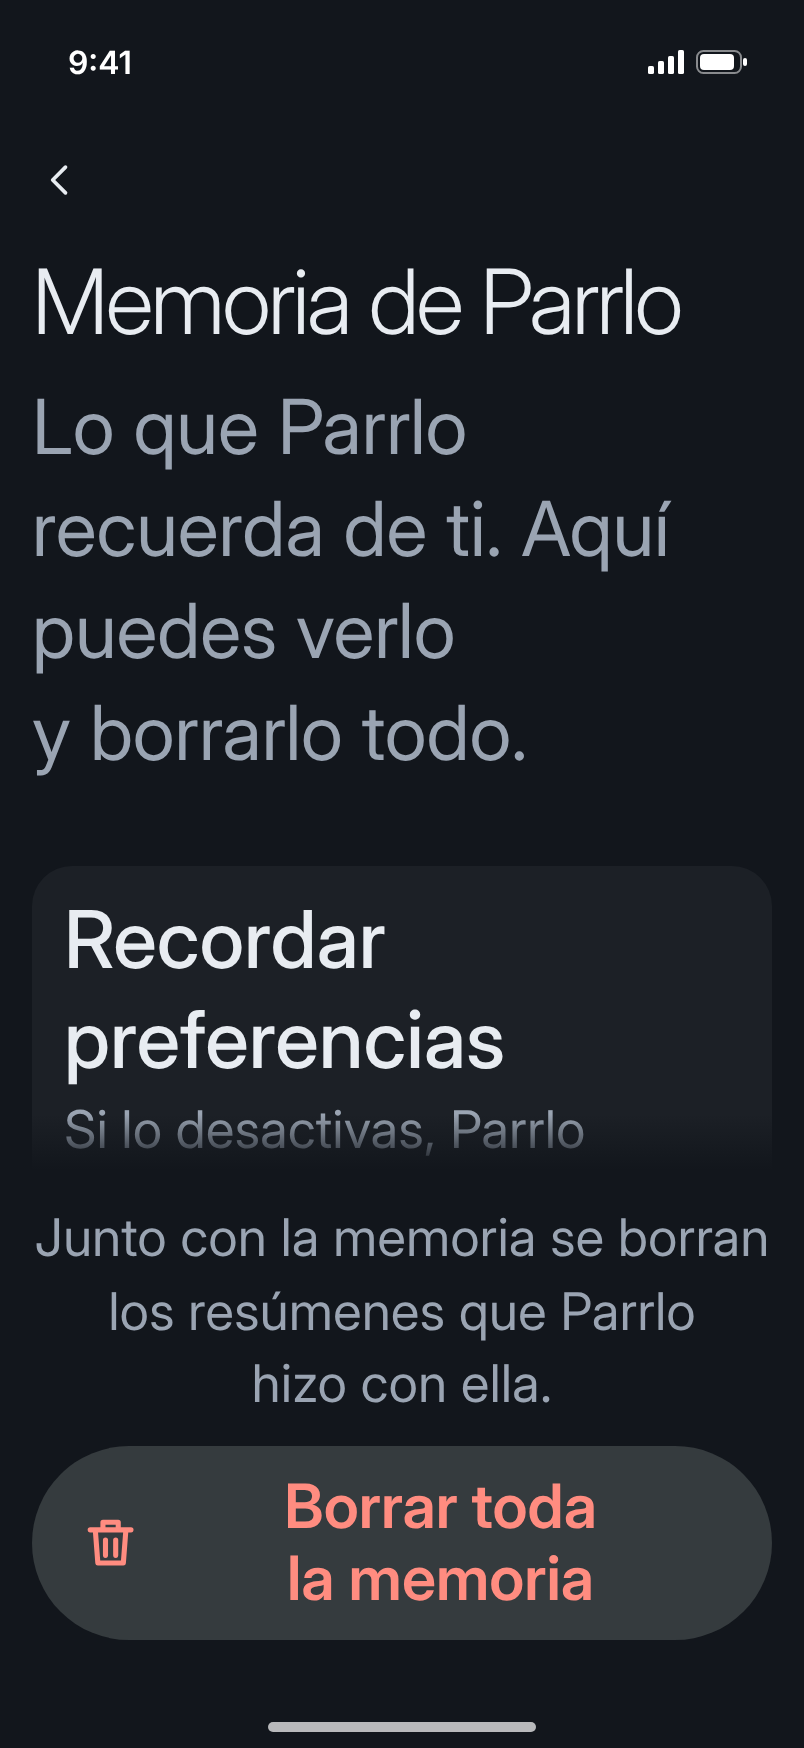 9:41
Memoria de Parrlo
Lo que Parrlo
recuerda de ti. Aquí
puedes verlo
y borrarlo todo.
Recordar
preferencias
Si lo desactivas, Parrlo
Junto con la memoria se borran
los resúmenes que Parrlo
hizo con ella.
Borrar toda
la memoria